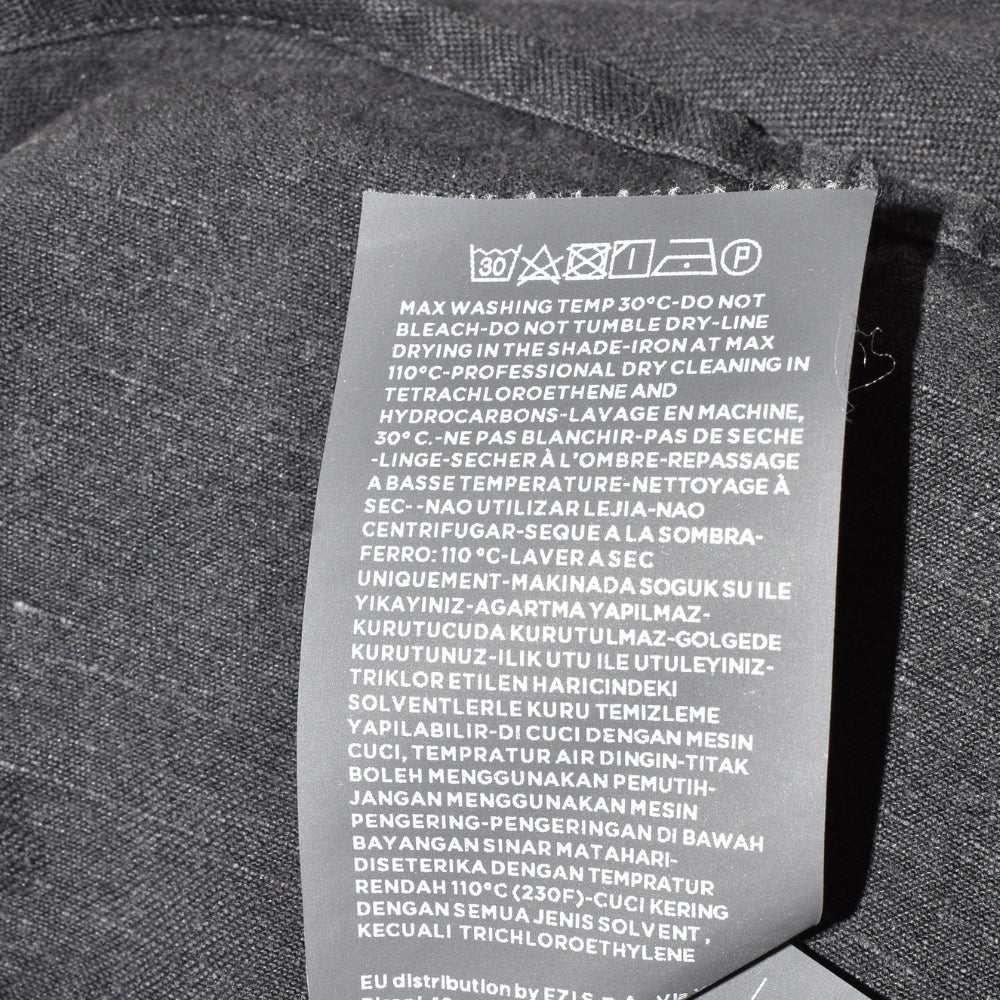 30 P
MAX WASHING TEMP 30°C-DO NOT
BLEACH-DO NOT TUMBLE DRY-LINE
DRYING IN THE SHADE-IRON AT MAX
110°C-PROFESSIONAL DRY CLEANING IN
TETRACHLOROETHENE AND
HYDROCARBONS-LAVAGE EN MACHINE,
30° C.-NE PAS BLANCHIR-PAS DE SECHE
-LINGE-SECHER À L'OMBRE-REPASSAGE
A BASSE TEMPERATURE-NETTOYAGE À
SEC--NAO UTILIZAR LEJIA-NAO
CENTRIFUGAR-SEQUE A LA SOMBRA-
FERRO: 110 °C-LAVER A SEC
UNIQUEMENT-MAKINADA SOGUK SU ILE
YIKAYINIZ-AGARTMA YAPILMAZ-
KURUTUCUDA KURUTULMAZ-GOLGEDE
KURUTUNUZ-ILIK UTU ILE UTULEYINIZ-
TRIKLOR ETILEN HARICINDEKI
SOLVENTLERLE KURU TEMIZLEME
YAPILABILIR-DI CUCI DENGAN MESIN
CUCI, TEMPRATUR AIR DINGIN-TITAK
BOLEH MENGGUNAKAN PEMUTIH-
JANGAN MENGGUNAKAN MESIN
PENGERING-PENGERINGAN DI BAWAH
BAYANGAN SINAR MATAHARI-
DISETERIKA DENGAN TEMPRATUR
RENDAH 110°C (230F)-CUCI KERING
DENGAN SEMUA JENIS SOLVENT ,
KECUALI TRICHLOROETHYLENE
EU distribution by EZI S.P.A.